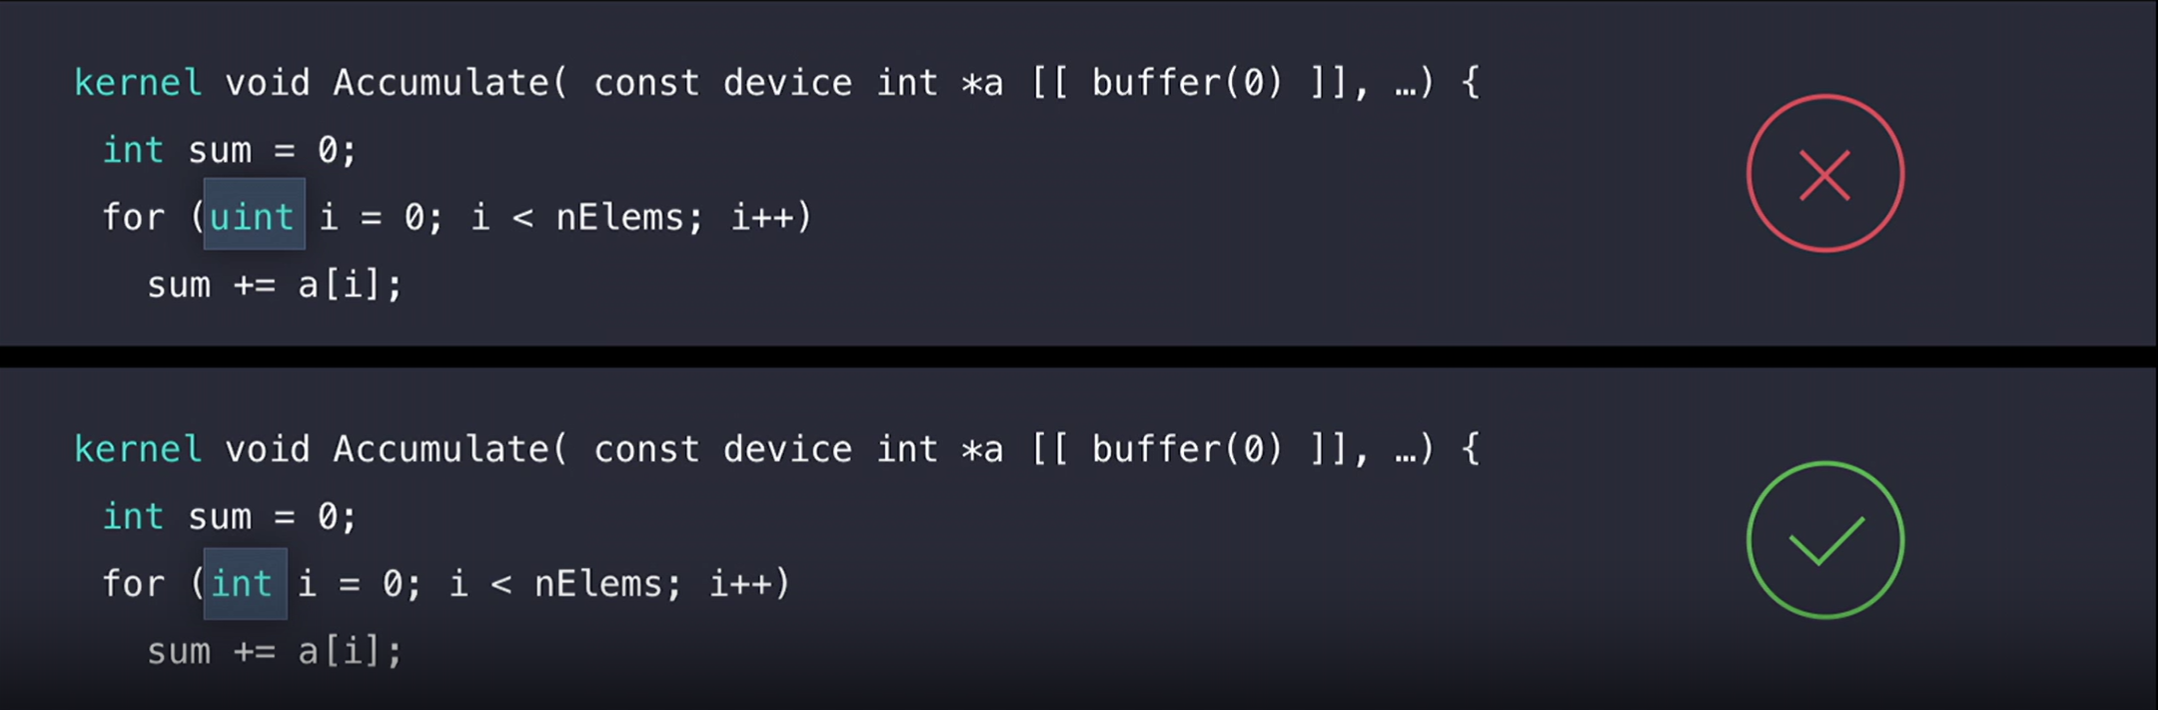 kernel void Accumulate( const device int *a [[ buffer(0) ]], …) {
int sum = 0;
for (uint i = 0; i < nElems; i++)
sum += a[i];
kernel void Accumulate( const device int *a [[ buffer(0) ]], …) {
int sum = 0;
for (int i = 0; i < nElems; i++)
sum += a[i];